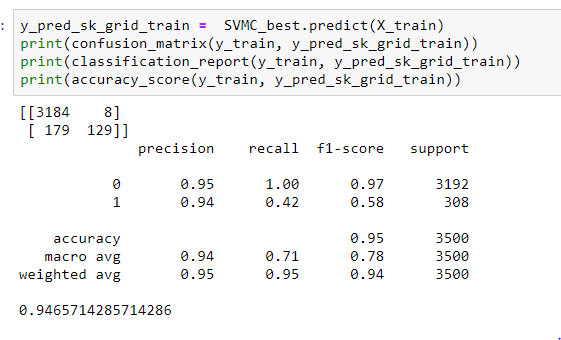 : y_pred_sk_grid_train =  SVMC_best.predict(X_train)
print(confusion_matrix(y_train, y_pred_sk_grid_train))
print(classification_report(y_train, y_pred_sk_grid_train))
print(accuracy_score(y_train, y_pred_sk_grid_train))
[[3184    8]
 [ 179  129]]
              precision    recall  f1-score   support
           0       0.95      1.00      0.97      3192
           1       0.94      0.42      0.58       308
    accuracy                           0.95      3500
   macro avg       0.94      0.71      0.78      3500
weighted avg       0.95      0.95      0.94      3500
0.9465714285714286